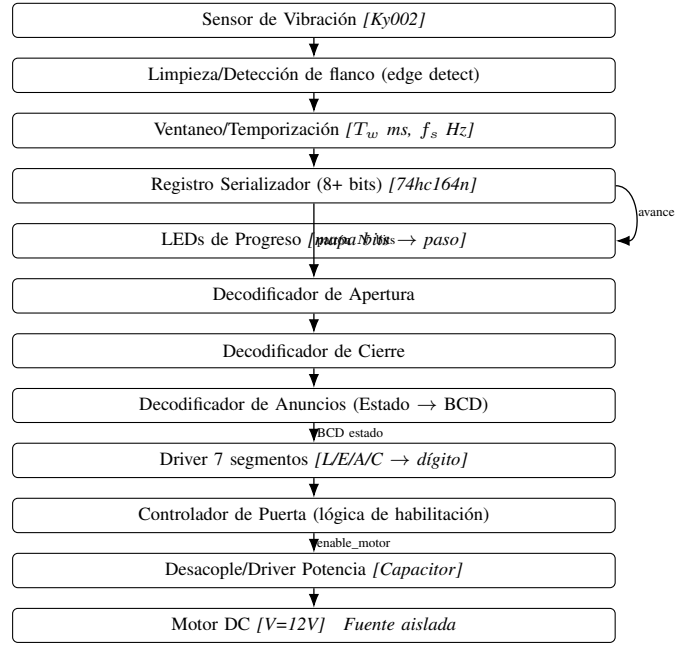 Sensor de Vibración [Ky002]
Limpieza/Detección de flanco (edge detect)
Ventaneo/Temporización [T_w ms, f_s Hz]
Registro Serializador (8+ bits) [74hc164n]
avance
LEDs de Progreso [mapa bits → paso]
Decodificador de Apertura
Decodificador de Cierre
Decodificador de Anuncios (Estado → BCD)
BCD estado
Driver 7 segmentos [L/E/A/C → dígito]
Controlador de Puerta (lógica de habilitación)
enable_motor
Desacople/Driver Potencia [Capacitor]
Motor DC [V=12V] Fuente aislada